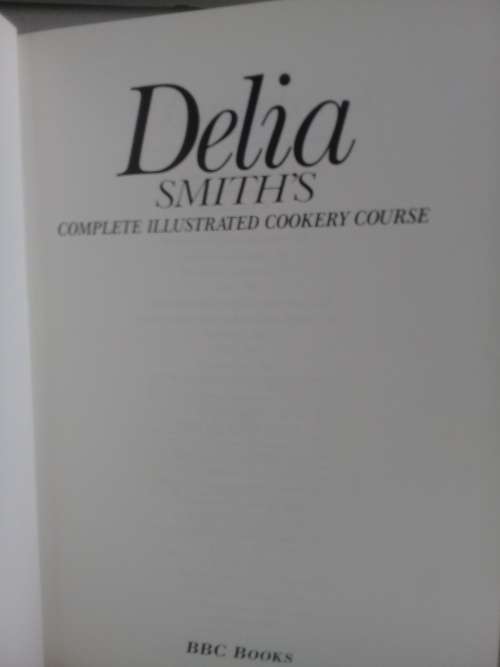 Delia
SMITH'S
COMPLETE ILLUSTRATED COOKERY COURSE
BBC BOOKS